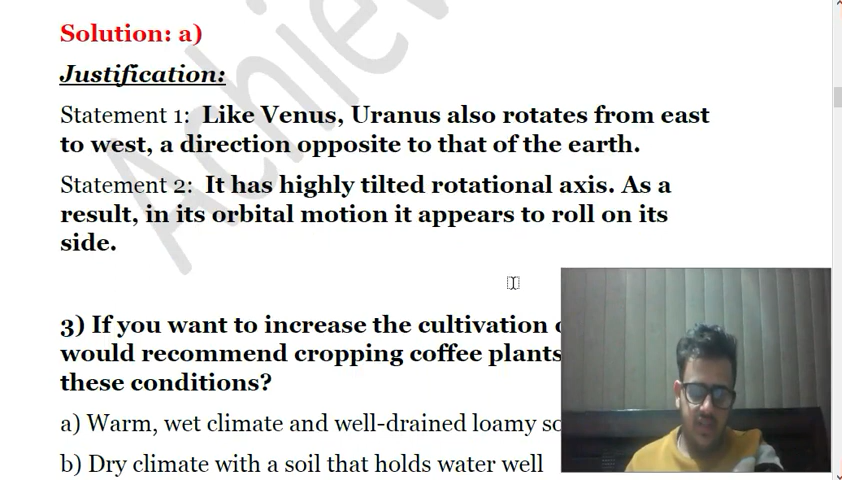 Solution: a)
Justification:
Statement 1: Like Venus, Uranus also rotates from east
to west, a direction opposite to that of the earth.
Statement 2: It has highly tilted rotational axis. As a
result, in its orbital motion it appears to roll on its
side.
3) If you want to increase the cultivation
would recommend cropping coffee plants
these conditions?
a) Warm, wet climate and well-drained loamy
b) Dry climate with a soil that holds water well
Achiev